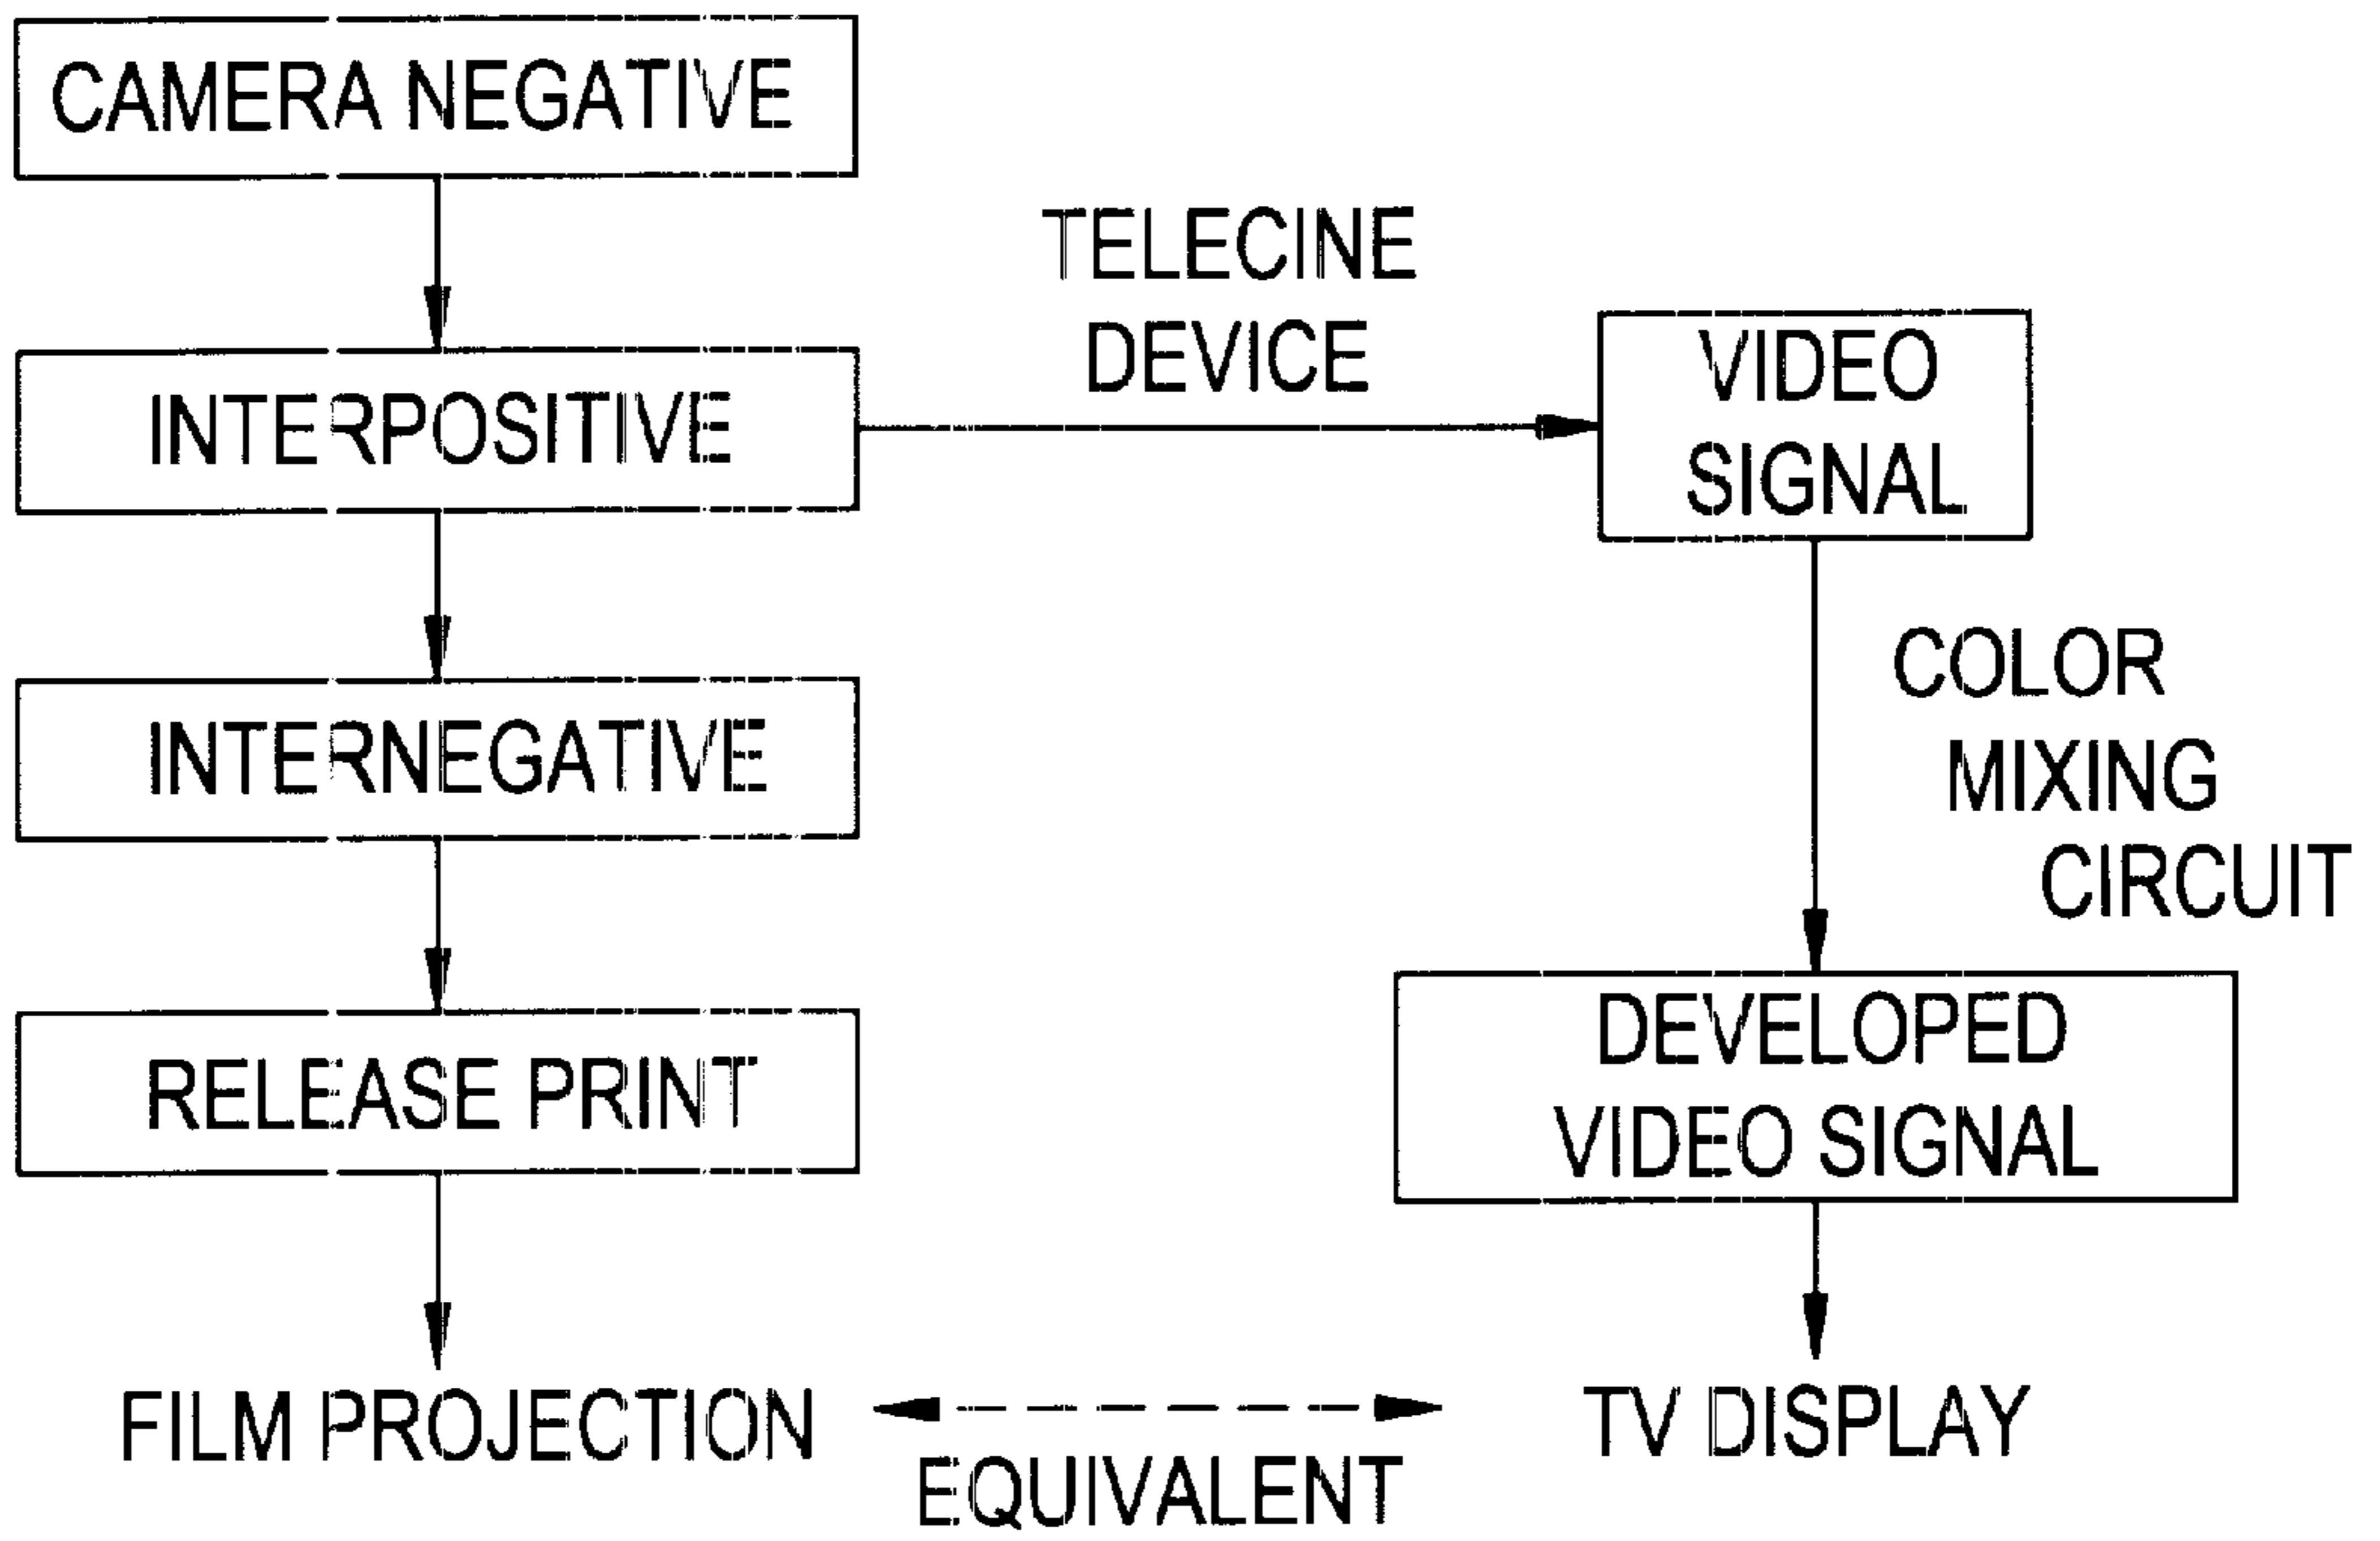 CAMERA NEGATIVE
TELECINE
DEVICE
INTERPOSITIVE
VIDEO
SIGNAL
COLOR
MIXING
CIRCUIT
INTERNEGATIVE
RELEASE PRINT
DEVELOPED
VIDEO SIGNAL
FILM PROJECTION
EQUIVALENT
TV DISPLAY